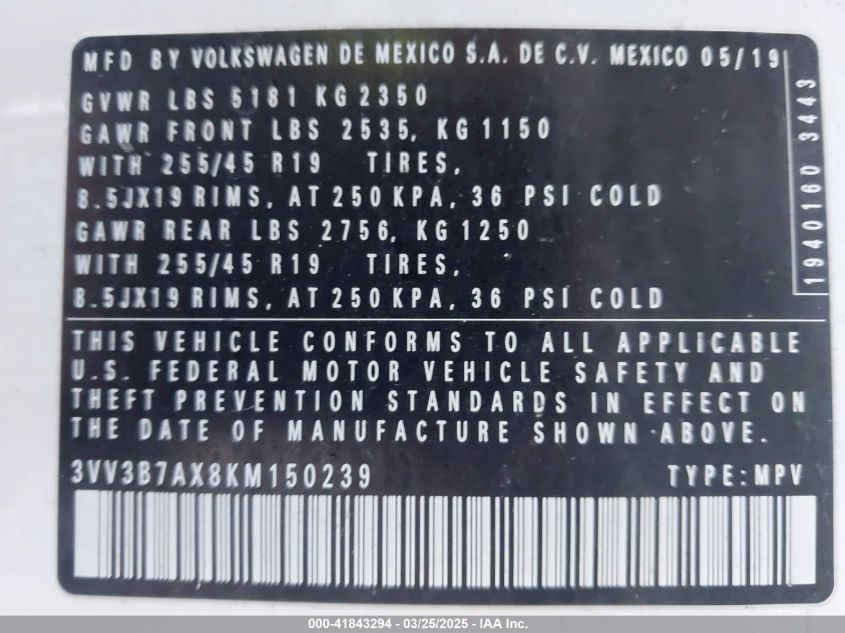 MFD BY VOLKSWAGEN DE MEXICO S.A. DE C.V. MEXICO 05/19
GVWR LBS 5181 KG 2350
GAWR FRONT LBS 2535, KG 1150
WITH 255/45 R19 TIRES,
8.5JX19 RIMS, AT 250 KPA, 36 PSI COLD
GAWR REAR LBS 2756, KG 1250
WITH 255/45 R19 TIRES,
8.5JX19 RIMS, AT 250 KPA, 36 PSI COLD
1940160 3443
THIS VEHICLE CONFORMS TO ALL APPLICABLE
U.S. FEDERAL MOTOR VEHICLE SAFETY AND
THEFT PREVENTION STANDARDS IN EFFECT ON
THE DATE OF MANUFACTURE SHOWN ABOVE.
3VV3B7AX8KM150239 TYPE: MPV
000-41843294 - 03/25/2025 - IAA Inc.